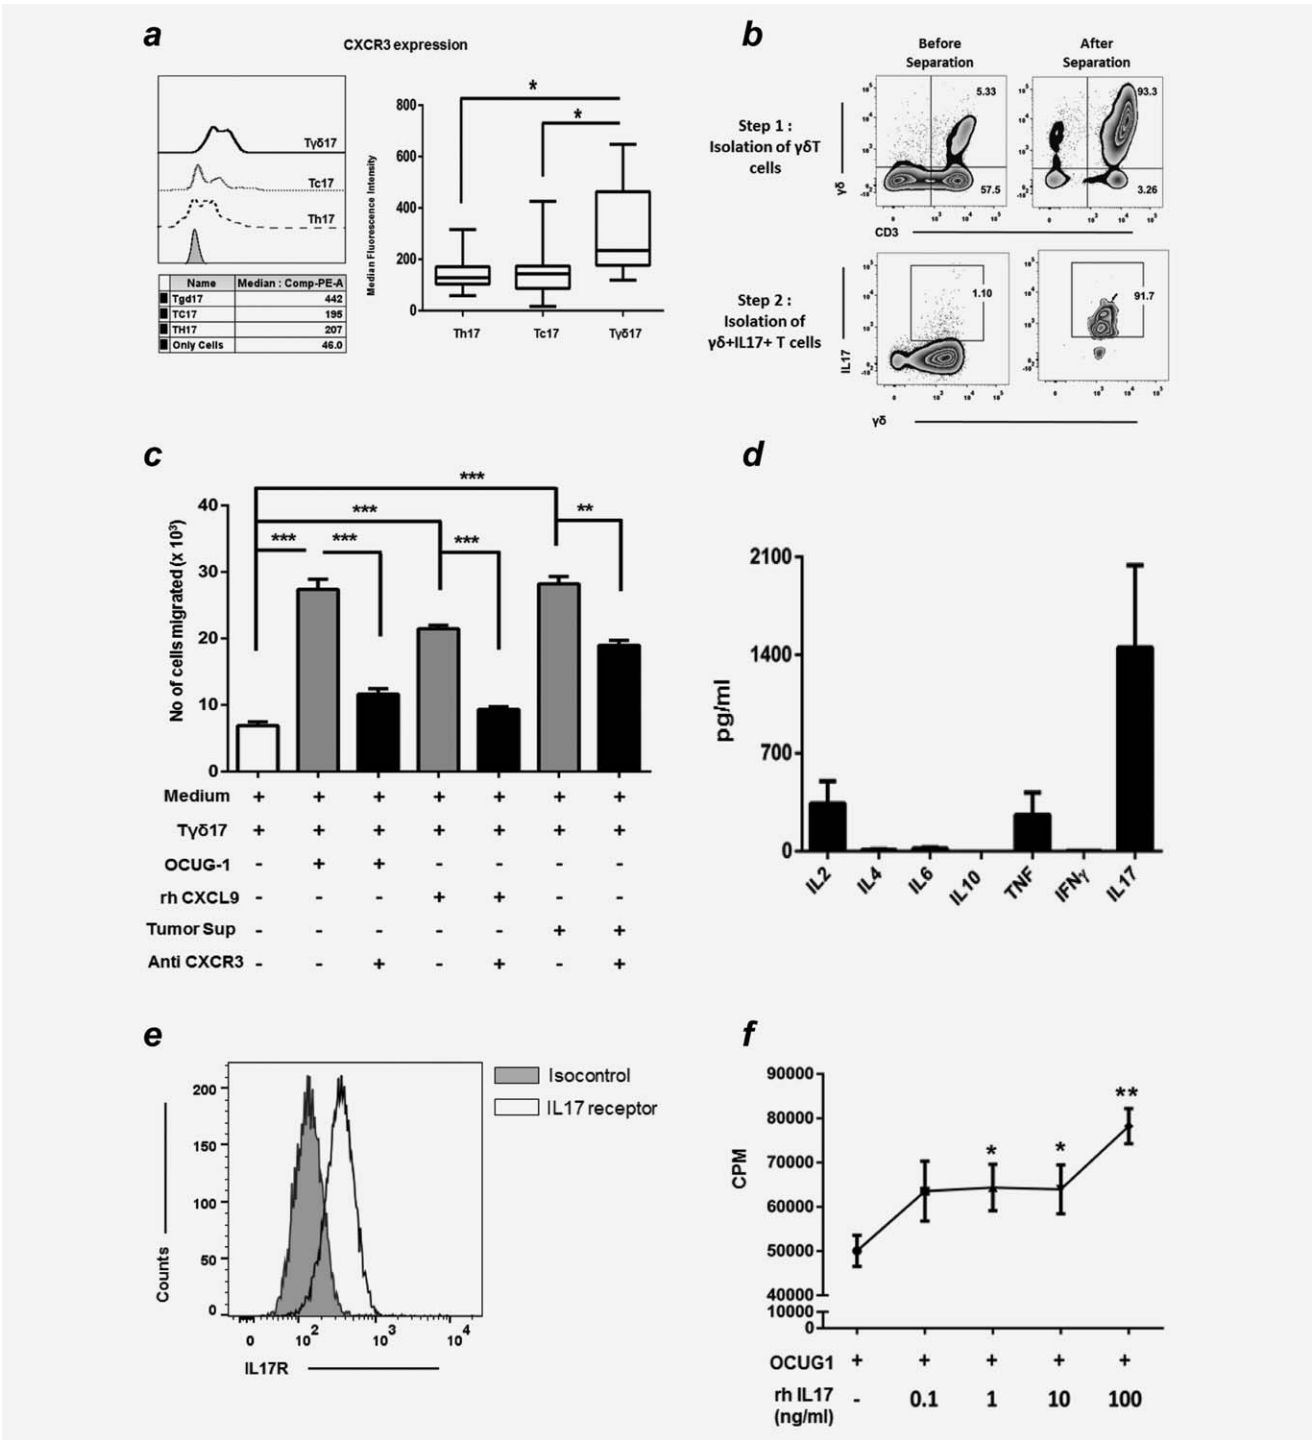 a
CXCR3 expression
Tγδ17
Tc17
Th17
Name Median : Comp-PE-A
Tgd17 442
TC17 195
TH17 207
Only Cells 46.0
Median Fluorescence Intensity
800
600
400
200
0
Th17 Tc17 Tγδ17
*
*
b
Before
Separation
After
Separation
Step 1 :
Isolation of γδT
cells
5.33
57.5
93.3
3.26
γδ
CD3
Step 2 :
Isolation of
γδ+IL17+ T cells
1.10
91.7
IL17
γδ
c
No of cells migrated (x 10³)
40
30
20
10
0
***
***
**
*** ***
***
Medium + + + + + + +
Tγδ17 + + + + + + +
OCUG-1 - + + - - - -
rh CXCL9 - - - + + - -
Tumor Sup - - - - - + +
Anti CXCR3 - - + - + - +
d
pg/ml
2100
1400
700
0
IL2 IL4 IL6 IL10 TNF IFNγ IL17
e
Counts
200
150
100
50
0
0 10² 10³ 10⁴
IL17R
Isocontrol
IL17 receptor
f
CPM
90000
80000
70000
60000
50000
40000
10000
0
* * **
OCUG1 + + + + +
rh IL17 - 0.1 1 10 100
(ng/ml)